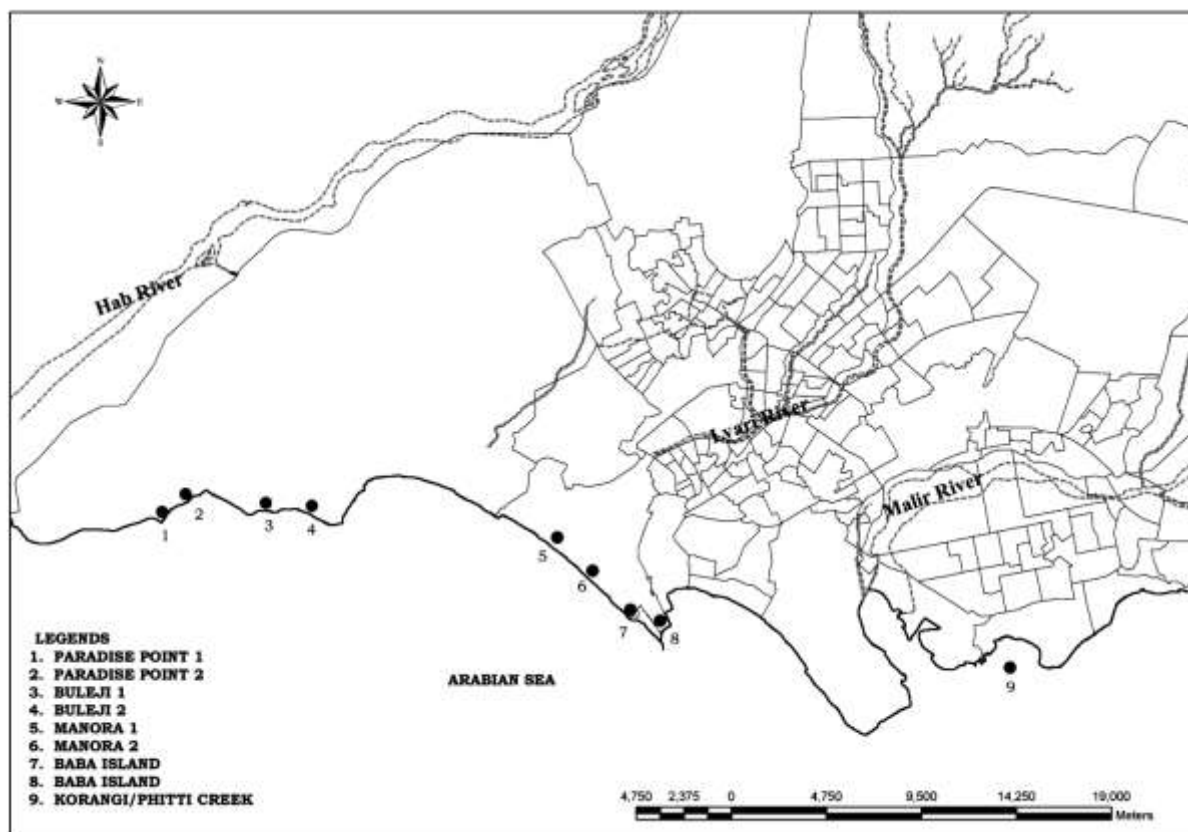 N
W E
S
Hab River
Lyari River
Malir River
1
2
3
4
5
6
7
8
9
ARABIAN SEA
LEGENDS
1. PARADISE POINT 1
2. PARADISE POINT 2
3. BULEJI 1
4. BULEJI 2
5. MANORA 1
6. MANORA 2
7. BABA ISLAND
8. BABA ISLAND
9. KORANGI/PHITTI CREEK
4,750 2,375 0 4,750 9,500 14,250 19,000
Meters